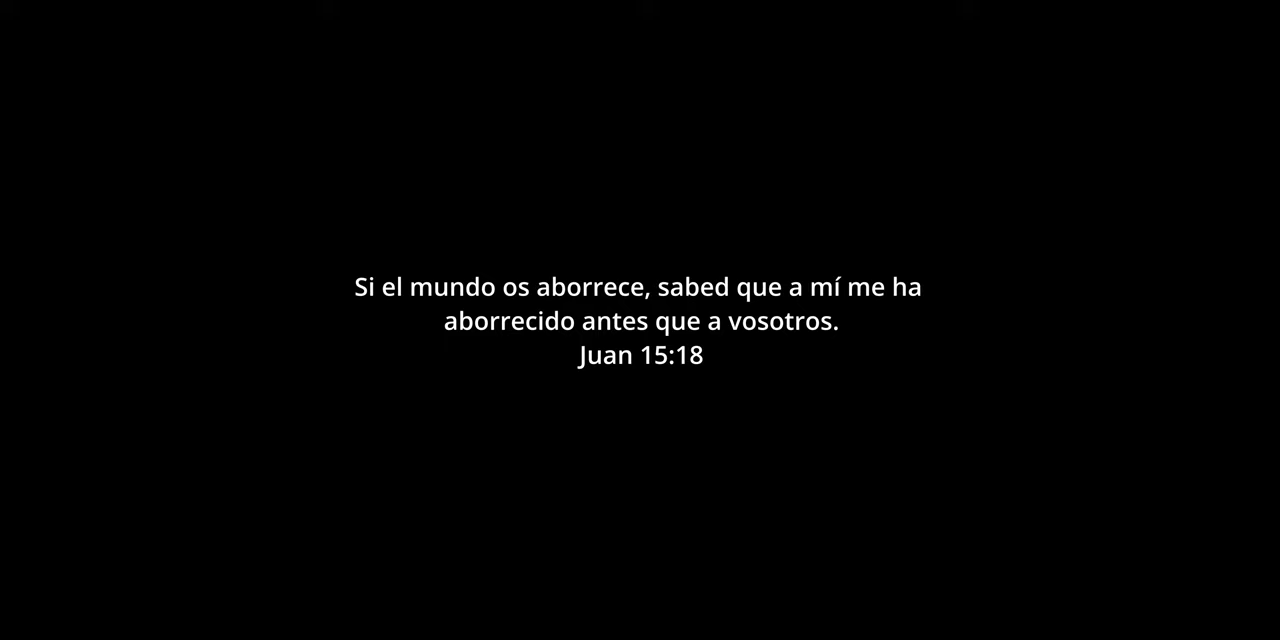 Si el mundo os aborrece, sabed que a mí me ha
aborrecido antes que a vosotros.
Juan 15:18